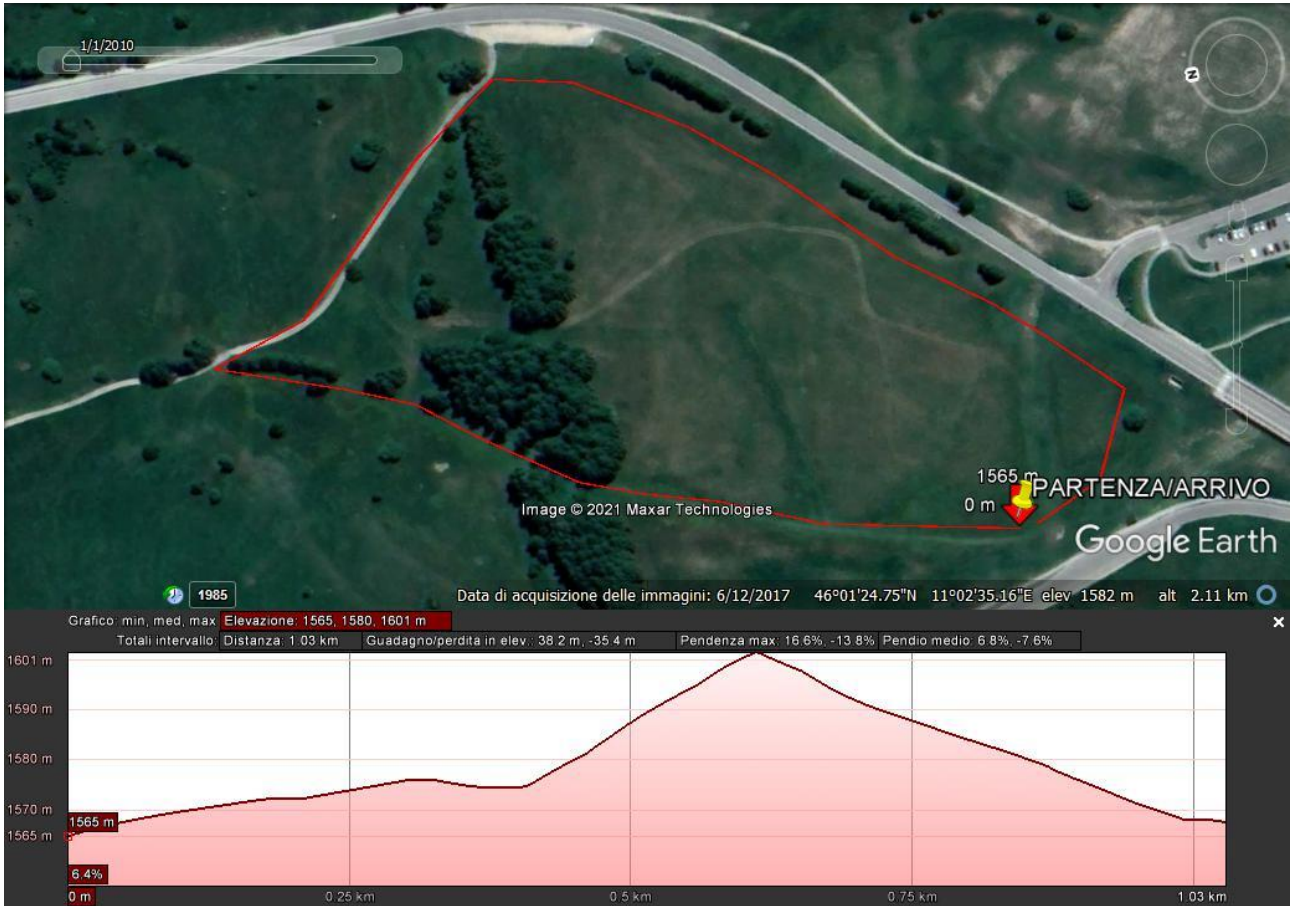 1/1/2010
N
1565 m
PARTENZA/ARRIVO
0 m
Image © 2021 Maxar Technologies
Google Earth
1985
Data di acquisizione delle immagini: 6/12/2017 46°01'24.75"N 11°02'35.16"E elev 1582 m alt 2.11 km
Grafico: min, med, max Elevazione: 1565, 1580, 1601 m
Totali intervallo: Distanza: 1.03 km Guadagno/perdita in elev.: 38.2 m, -35.4 m Pendenza max: 16.6%, -13.8% Pendio medio: 6.8%, -7.6%
1601 m
1590 m
1580 m
1570 m
1565 m
1565 m
6.4%
0 m
0.25 km
0.5 km
0.75 km
1.03 km